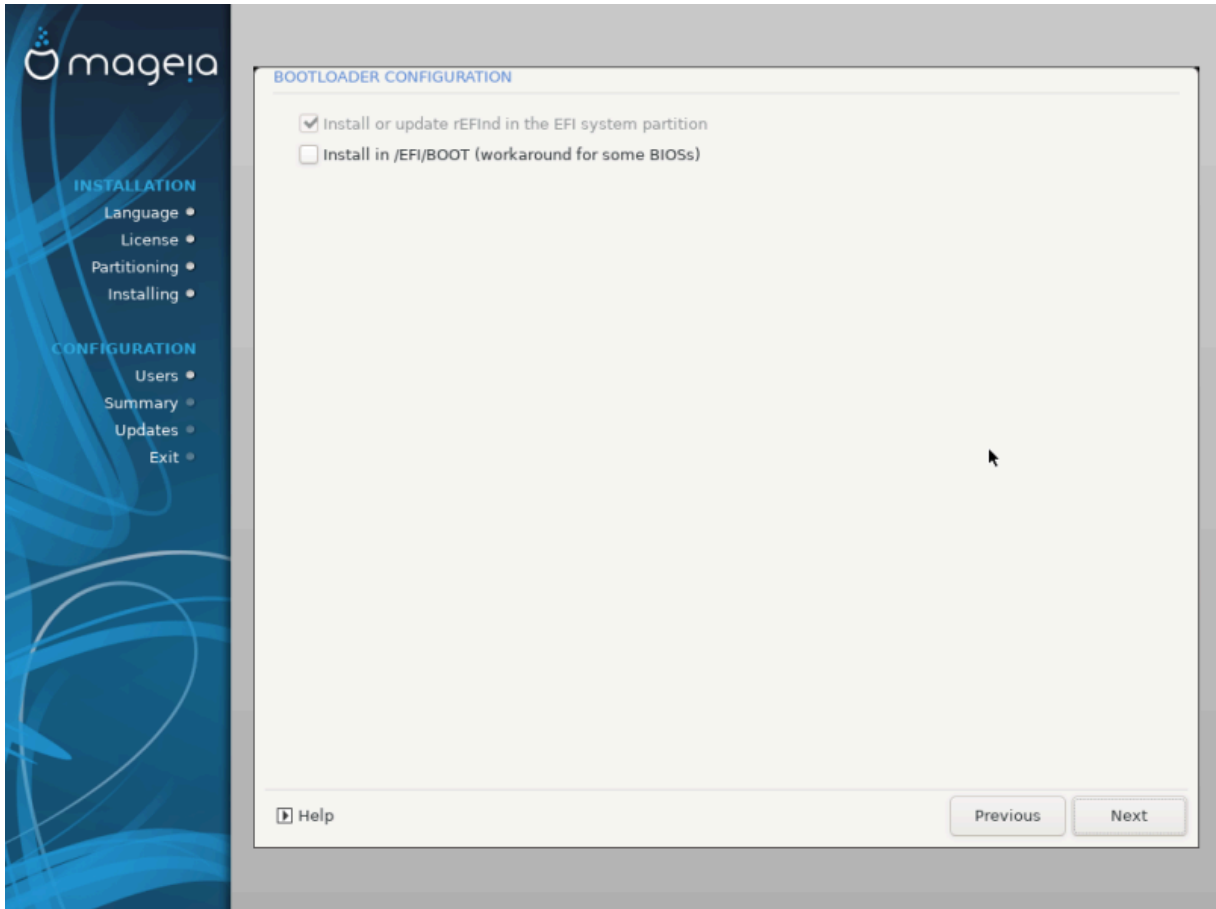 mageia
INSTALLATION
Language
License
Partitioning
Installing
CONFIGURATION
Users
Summary
Updates
Exit
BOOTLOADER CONFIGURATION
Install or update rEFInd in the EFI system partition
Install in /EFI/BOOT (workaround for some BIOSs)
Help
Previous
Next